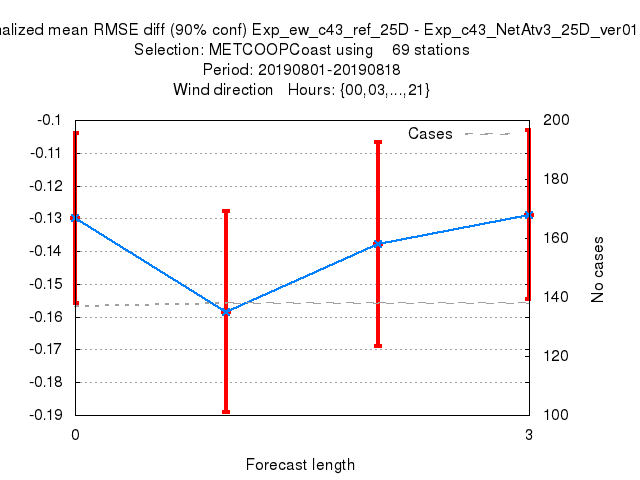 nalized mean RMSE diff (90% conf) Exp_ew_c43_ref_25D - Exp_c43_NetAtv3_25D_ver01
Selection: METCOOPCoast using 69 stations
Period: 20190801-20190818
Wind direction Hours: {00,03,...,21}
-0.1
-0.11
-0.12
-0.13
-0.14
-0.15
-0.16
-0.17
-0.18
-0.19
Cases
200
180
160
140
120
100
No cases
0
3
Forecast length